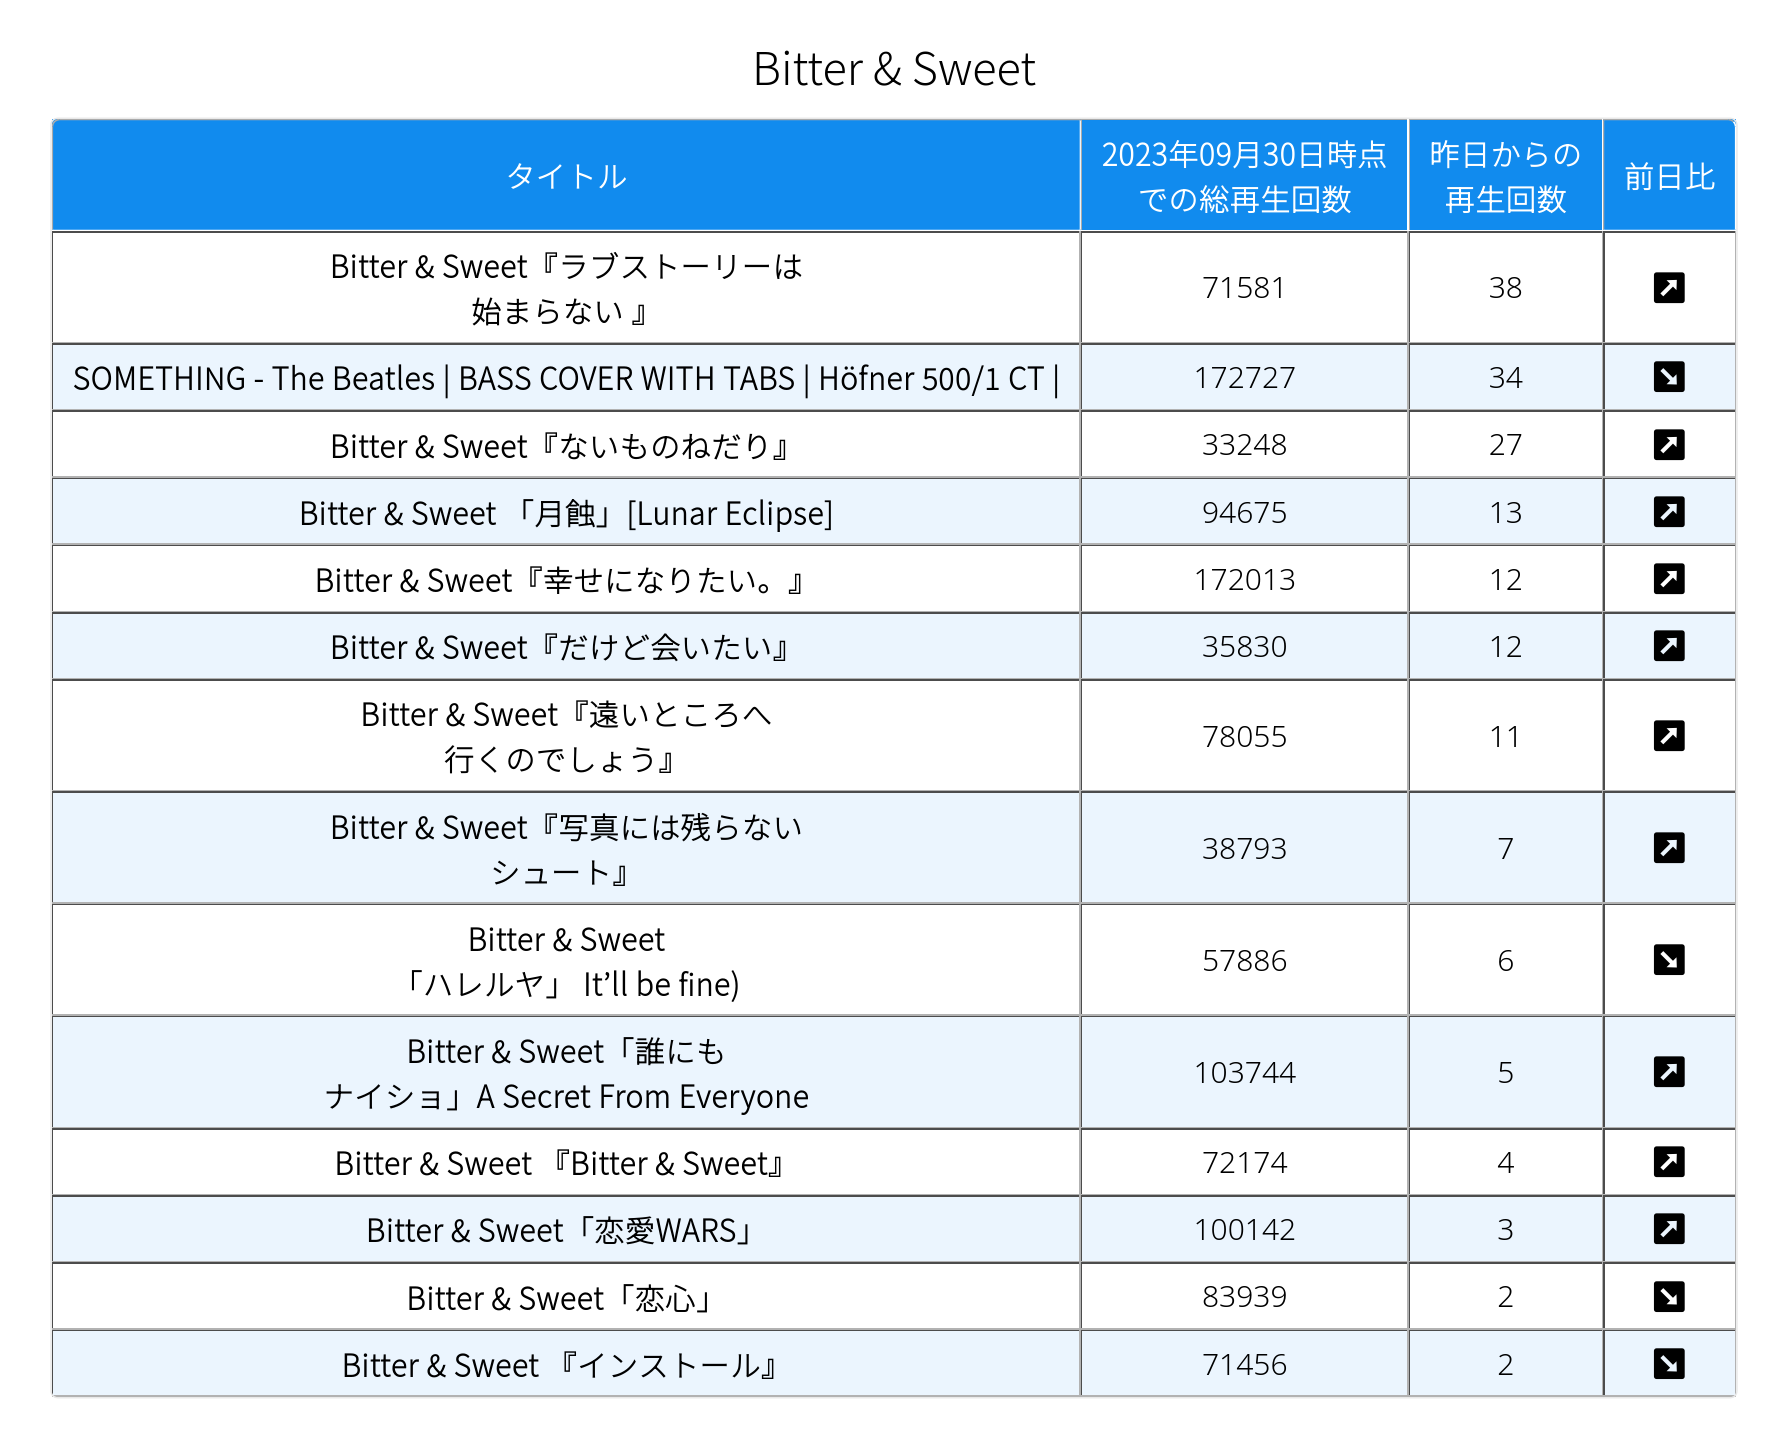 Bitter & Sweet
タイトル
2023年09月30日時点
での総再生回数
昨日からの
再生回数
前日比
Bitter & Sweet『ラブストーリーは
始まらない 』
71581
38
SOMETHING - The Beatles | BASS COVER WITH TABS | Höfner 500/1 CT |
172727
34
Bitter & Sweet『ないものねだり』
33248
27
Bitter & Sweet 「月蝕」[Lunar Eclipse]
94675
13
Bitter & Sweet『幸せになりたい。』
172013
12
Bitter & Sweet『だけど会いたい』
35830
12
Bitter & Sweet『遠いところへ
行くのでしょう』
78055
11
Bitter & Sweet『写真には残らない
シュート』
38793
7
Bitter & Sweet
「ハレルヤ」 It’ll be fine)
57886
6
Bitter & Sweet「誰にも
ナイショ」A Secret From Everyone
103744
5
Bitter & Sweet 『Bitter & Sweet』
72174
4
Bitter & Sweet「恋愛WARS」
100142
3
Bitter & Sweet「恋心」
83939
2
Bitter & Sweet 『インストール』
71456
2